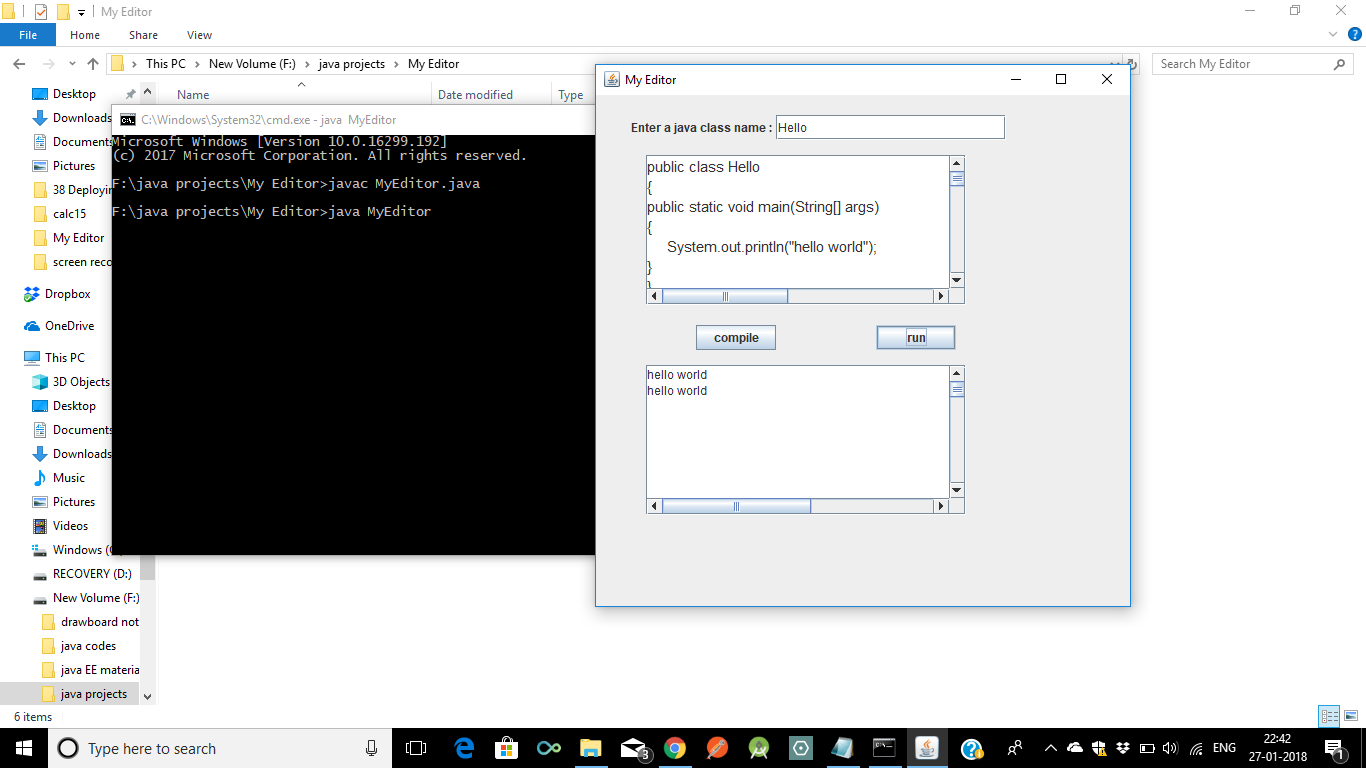 My Editor
File Home Share View
This PC New Volume (F:) java projects My Editor
Search My Editor
Name Date modified Type
Desktop
Downloads
Documents
Pictures
38 Deployin
calc15
My Editor
screen reco
Dropbox
OneDrive
This PC
3D Objects
Desktop
Documents
Downloads
Music
Pictures
Videos
Windows (C
RECOVERY (D:)
New Volume (F:)
drawboard not
java codes
java EE materia
java projects
6 items
C:\Windows\System32\cmd.exe - java  MyEditor
Microsoft Windows [Version 10.0.16299.192]
(c) 2017 Microsoft Corporation. All rights reserved.
F:\java projects\My Editor>javac MyEditor.java
F:\java projects\My Editor>java MyEditor
My Editor
Enter a java class name : Hello
public class Hello
{
public static void main(String[] args)
{
System.out.println("hello world");
}
}
compile run
hello world
hello world
Type here to search
3
ENG
22:42
27-01-2018
1